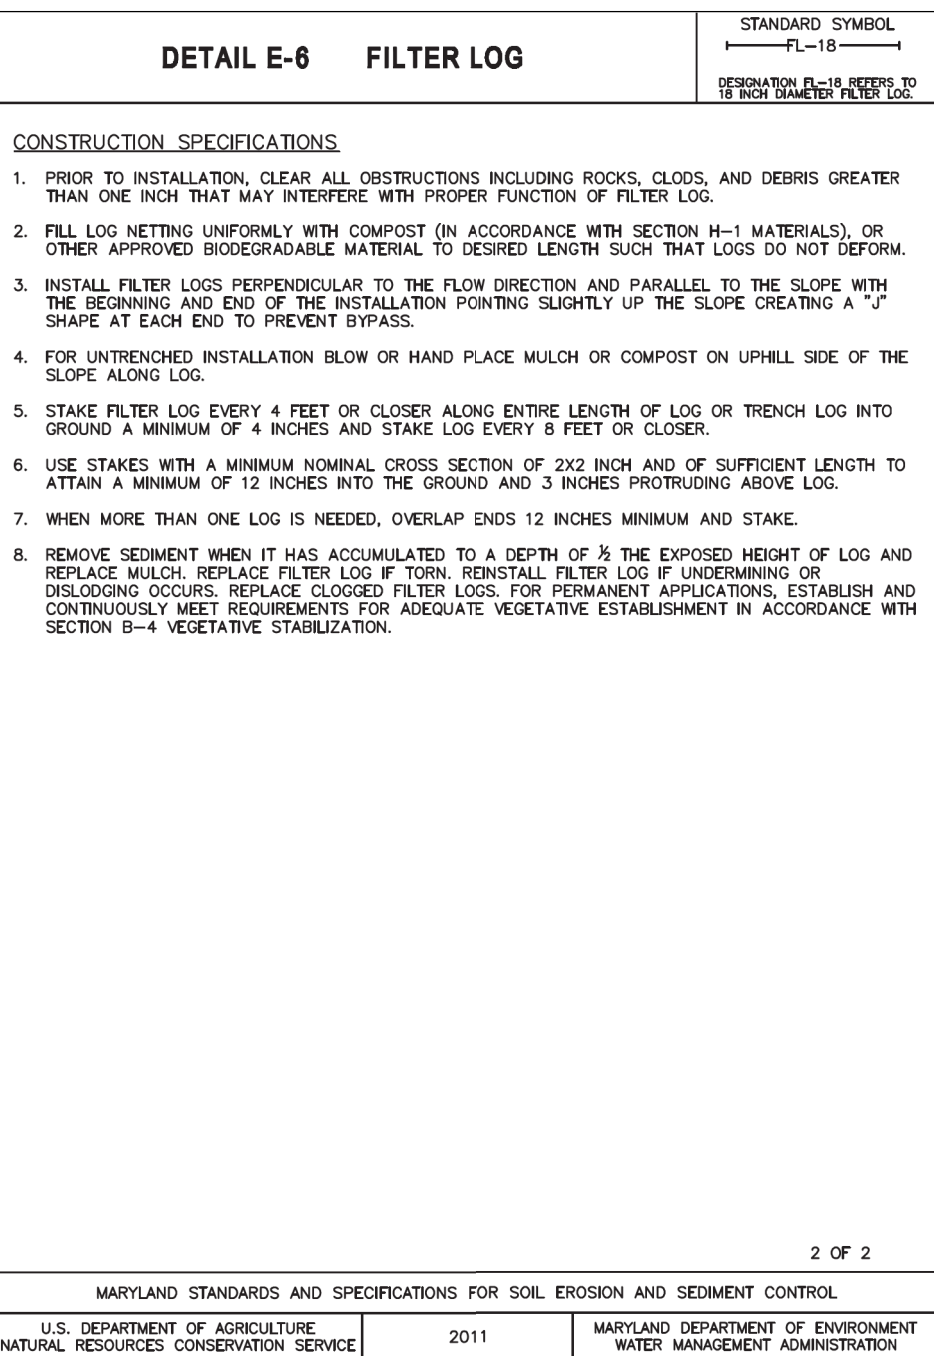 DETAIL E-6 FILTER LOG
STANDARD SYMBOL
FL-18
DESIGNATION FL-18 REFERS TO
18 INCH DIAMETER FILTER LOG.
CONSTRUCTION SPECIFICATIONS
1. PRIOR TO INSTALLATION, CLEAR ALL OBSTRUCTIONS INCLUDING ROCKS, CLODS, AND DEBRIS GREATER
THAN ONE INCH THAT MAY INTERFERE WITH PROPER FUNCTION OF FILTER LOG.
2. FILL LOG NETTING UNIFORMLY WITH COMPOST (IN ACCORDANCE WITH SECTION H-1 MATERIALS), OR
OTHER APPROVED BIODEGRADABLE MATERIAL TO DESIRED LENGTH SUCH THAT LOGS DO NOT DEFORM.
3. INSTALL FILTER LOGS PERPENDICULAR TO THE FLOW DIRECTION AND PARALLEL TO THE SLOPE WITH
THE BEGINNING AND END OF THE INSTALLATION POINTING SLIGHTLY UP THE SLOPE CREATING A "J"
SHAPE AT EACH END TO PREVENT BYPASS.
4. FOR UNTRENCHED INSTALLATION BLOW OR HAND PLACE MULCH OR COMPOST ON UPHILL SIDE OF THE
SLOPE ALONG LOG.
5. STAKE FILTER LOG EVERY 4 FEET OR CLOSER ALONG ENTIRE LENGTH OF LOG OR TRENCH LOG INTO
GROUND A MINIMUM OF 4 INCHES AND STAKE LOG EVERY 8 FEET OR CLOSER.
6. USE STAKES WITH A MINIMUM NOMINAL CROSS SECTION OF 2X2 INCH AND OF SUFFICIENT LENGTH TO
ATTAIN A MINIMUM OF 12 INCHES INTO THE GROUND AND 3 INCHES PROTRUDING ABOVE LOG.
7. WHEN MORE THAN ONE LOG IS NEEDED, OVERLAP ENDS 12 INCHES MINIMUM AND STAKE.
8. REMOVE SEDIMENT WHEN IT HAS ACCUMULATED TO A DEPTH OF ½ THE EXPOSED HEIGHT OF LOG AND
REPLACE MULCH. REPLACE FILTER LOG IF TORN. REINSTALL FILTER LOG IF UNDERMINING OR
DISLODGING OCCURS. REPLACE CLOGGED FILTER LOGS. FOR PERMANENT APPLICATIONS, ESTABLISH AND
CONTINUOUSLY MEET REQUIREMENTS FOR ADEQUATE VEGETATIVE ESTABLISHMENT IN ACCORDANCE WITH
SECTION B-4 VEGETATIVE STABILIZATION.
2 OF 2
MARYLAND STANDARDS AND SPECIFICATIONS FOR SOIL EROSION AND SEDIMENT CONTROL
U.S. DEPARTMENT OF AGRICULTURE
NATURAL RESOURCES CONSERVATION SERVICE
2011
MARYLAND DEPARTMENT OF ENVIRONMENT
WATER MANAGEMENT ADMINISTRATION